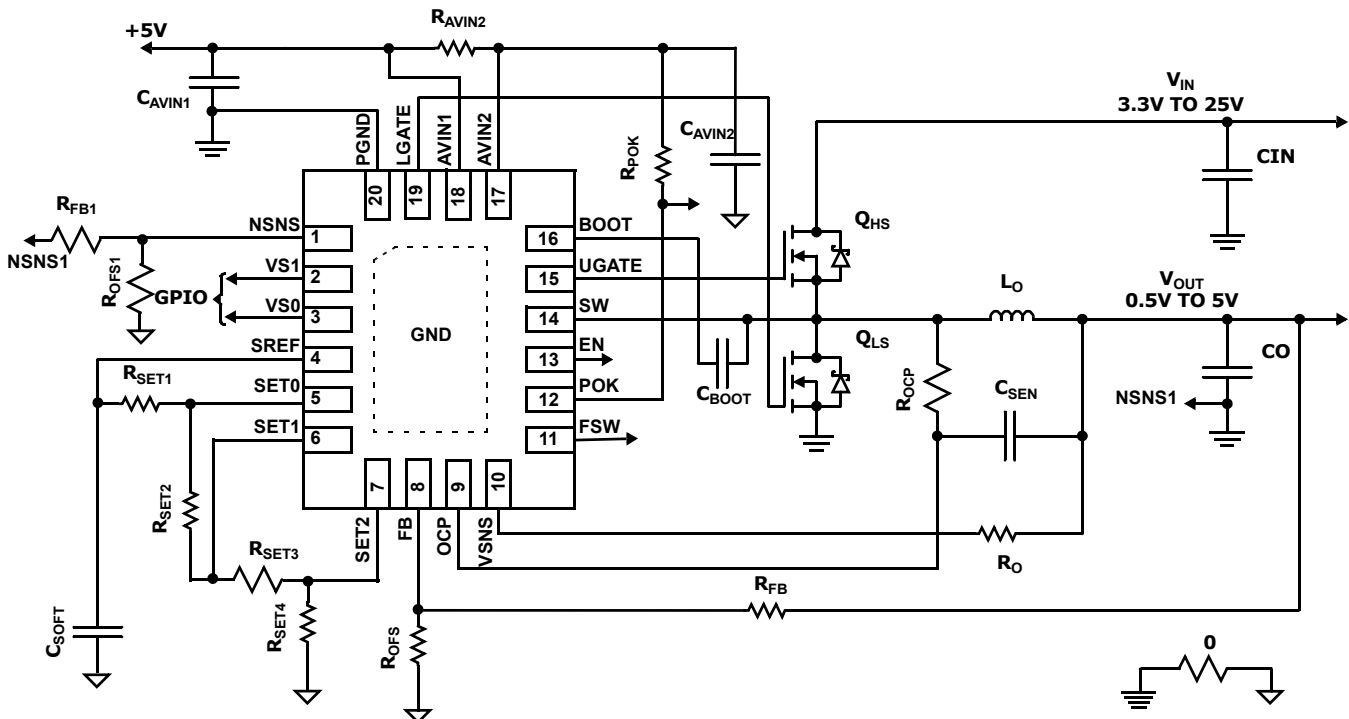 +5V
RAVIN2
CAVIN1
PGND
LGATE
AVIN1
AVIN2
RPOK
CAVIN2
VIN
3.3V TO 25V
CIN
20
19
18
17
RFB1
NSNS1
ROFS1
NSNS
1
VS1
2
GPIO
VS0
3
SREF
4
RSET1
SET0
5
SET1
6
GND
16
BOOT
15
UGATE
14
SW
13
EN
12
POK
11
FSW
QHS
QLS
CBOOT
LO
VOUT
0.5V TO 5V
CO
NSNS1
ROCP
CSEN
7
8
9
10
SET2
FB
OCP
VSNS
RSET2
RSET3
RSET4
RO
RFB
ROFS
CSOFT
0